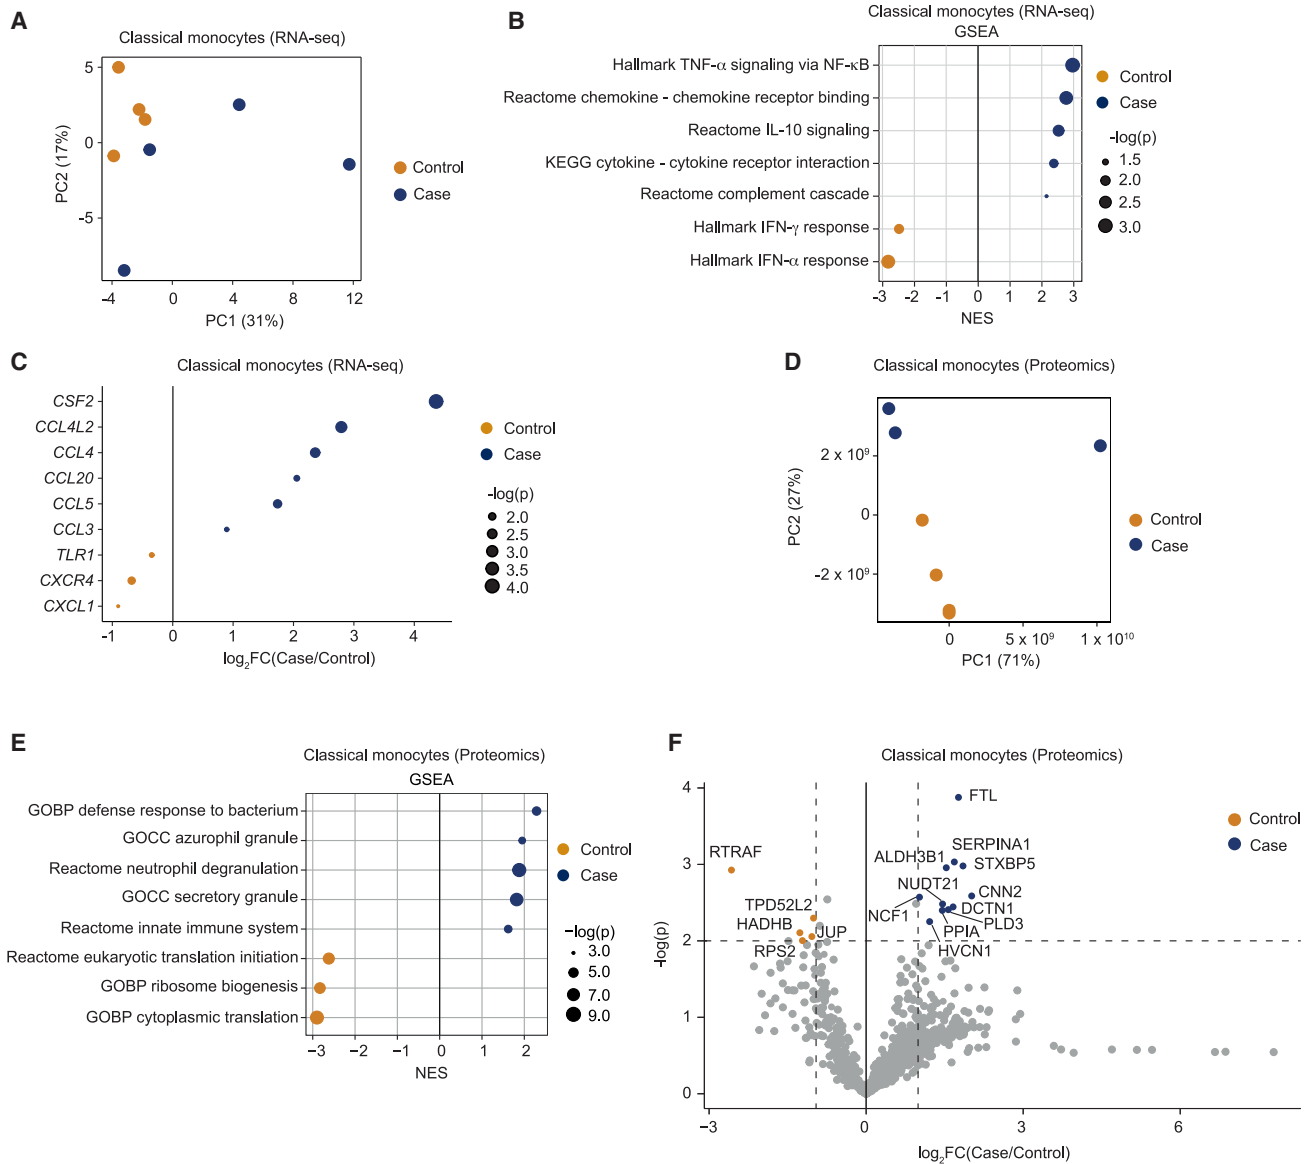 A
Classical monocytes (RNA-seq)
5
0
-5
PC2 (17%)
-4
0
4
8
12
PC1 (31%)
Control
Case
B
Classical monocytes (RNA-seq)
GSEA
Hallmark TNF-α signaling via NF-κB
Reactome chemokine - chemokine receptor binding
Reactome IL-10 signaling
KEGG cytokine - cytokine receptor interaction
Reactome complement cascade
Hallmark IFN-γ response
Hallmark IFN-α response
-3
-2
-1
0
1
2
3
NES
Control
Case
-log(p)
1.5
2.0
2.5
3.0
C
Classical monocytes (RNA-seq)
CSF2
CCL4L2
CCL4
CCL20
CCL5
CCL3
TLR1
CXCR4
CXCL1
-1
0
1
2
3
4
log₂FC(Case/Control)
Control
Case
-log(p)
2.0
2.5
3.0
3.5
4.0
D
Classical monocytes (Proteomics)
2 x 10⁹
0
-2 x 10⁹
PC2 (27%)
0
5 x 10⁹
1 x 10¹⁰
PC1 (71%)
Control
Case
E
Classical monocytes (Proteomics)
GSEA
GOBP defense response to bacterium
GOCC azurophil granule
Reactome neutrophil degranulation
GOCC secretory granule
Reactome innate immune system
Reactome eukaryotic translation initiation
GOBP ribosome biogenesis
GOBP cytoplasmic translation
−3
−2
−1
0
1
2
NES
Control
Case
−log(p)
3.0
5.0
7.0
9.0
F
Classical monocytes (Proteomics)
4
3
2
1
0
-log(p)
FTL
RTRAF
SERPINA1
ALDH3B1
STXBP5
NUDT21
CNN2
TPD52L2
NCF1
DCTN1
HADHB
JUP
PLD3
PPIA
RPS2
HVCN1
−3
0
3
6
log₂FC(Case/Control)
Control
Case